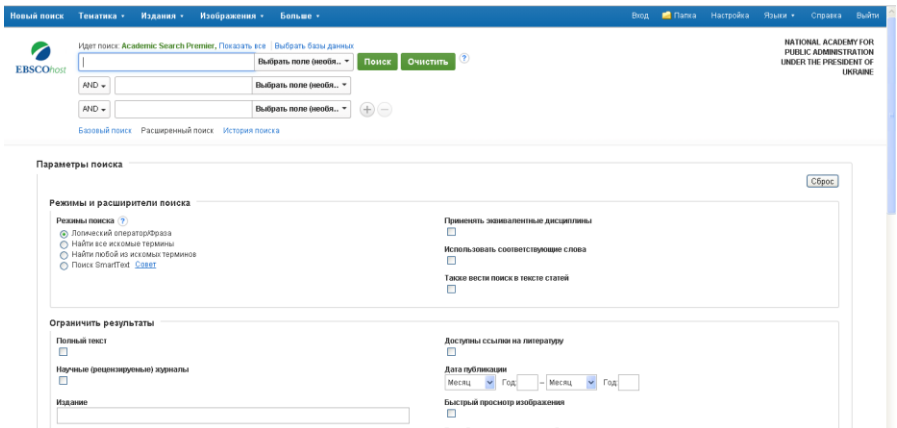 Новый поиск Тематика Издания Изображения Больше Вход Папка Настройка Языки Справка Выйти
Идет поиск: Academic Search Premier, Показать все | Выбрать базы данных
EBSCOhost
Выбрать поле (необя... Поиск Очистить ?
AND Выбрать поле (необя...
AND Выбрать поле (необя...
Базовый поиск Расширенный поиск История поиска
NATIONAL ACADEMY FOR
PUBLIC ADMINISTRATION
UNDER THE PRESIDENT OF
UKRAINE
Параметры поиска
Сброс
Режимы и расширители поиска
Режимы поиска ?
Логический оператор/Фраза
Найти все искомые термины
Найти любой из искомых терминов
Поиск SmartText Совет
Применять эквивалентные дисциплины
Использовать соответствующие слова
Также вести поиск в тексте статей
Ограничить результаты
Полный текст
Научные (рецензируемые) журналы
Издание
Доступны ссылки на литературу
Дата публикации
Месяц Год: – Месяц Год:
Быстрый просмотр изображения